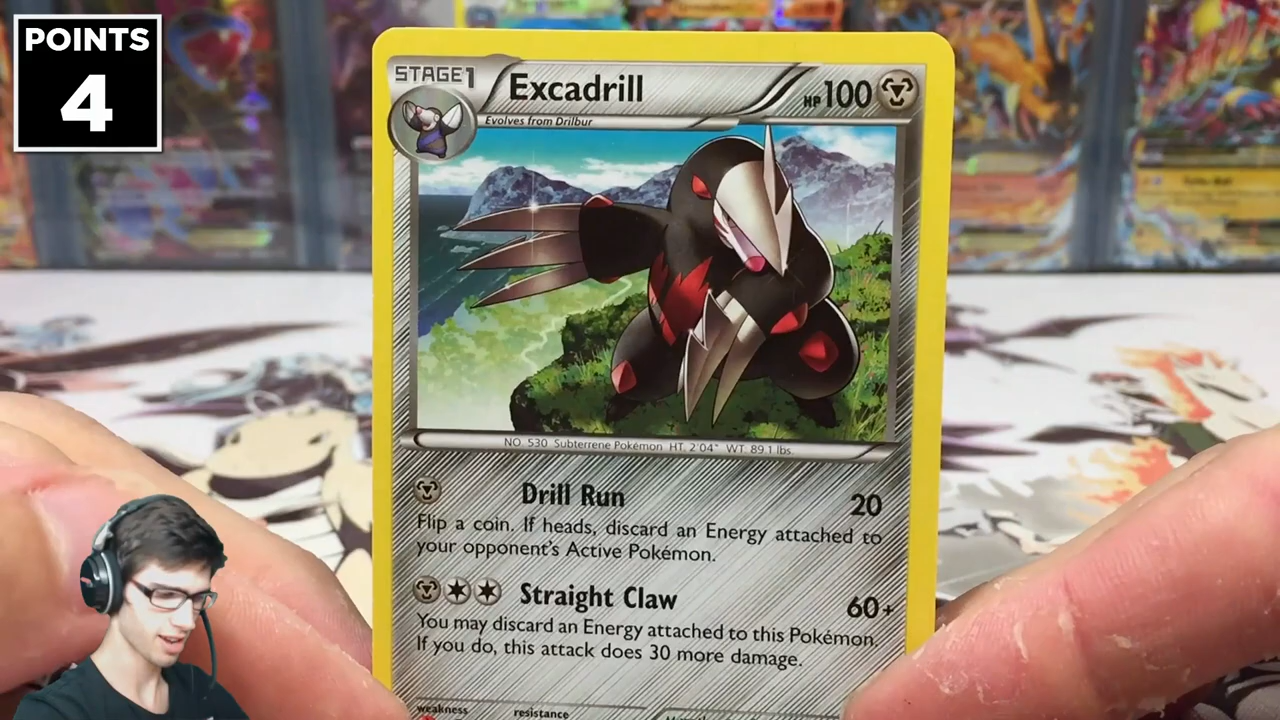 POINTS
4
STAGE1
Excadrill
HP100
Evolves from Drilbur
NO. 530 Subterrene Pokémon HT. 2'04" WT. 89.1 lbs.
Drill Run 20
Flip a coin. If heads, discard an Energy attached to
your opponent's Active Pokémon.
Straight Claw 60+
You may discard an Energy attached to this Pokémon.
If you do, this attack does 30 more damage.
weakness resistance